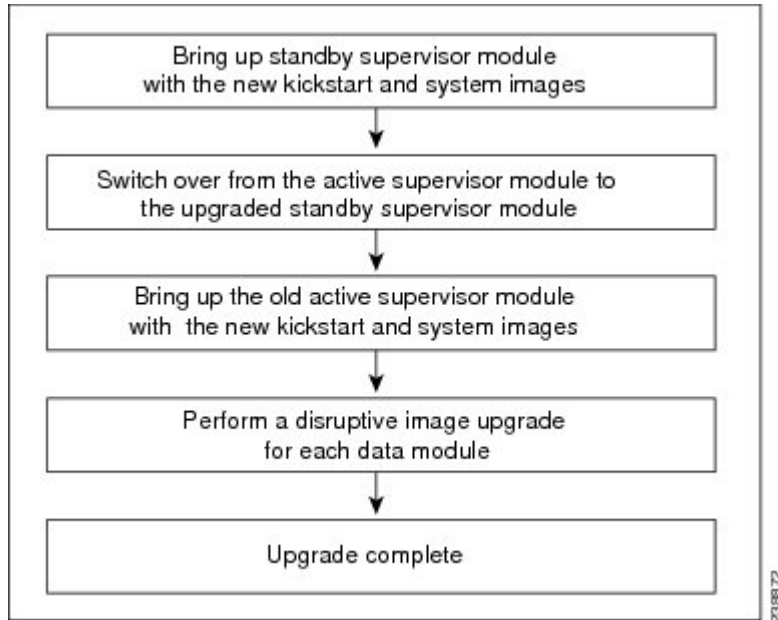 Bring up standby supervisor module
with the new kickstart and system images
Switch over from the active supervisor module to
the upgraded standby supervisor module
Bring up the old active supervisor module
with the new kickstart and system images
Perform a disruptive image upgrade
for each data module
Upgrade complete
238872